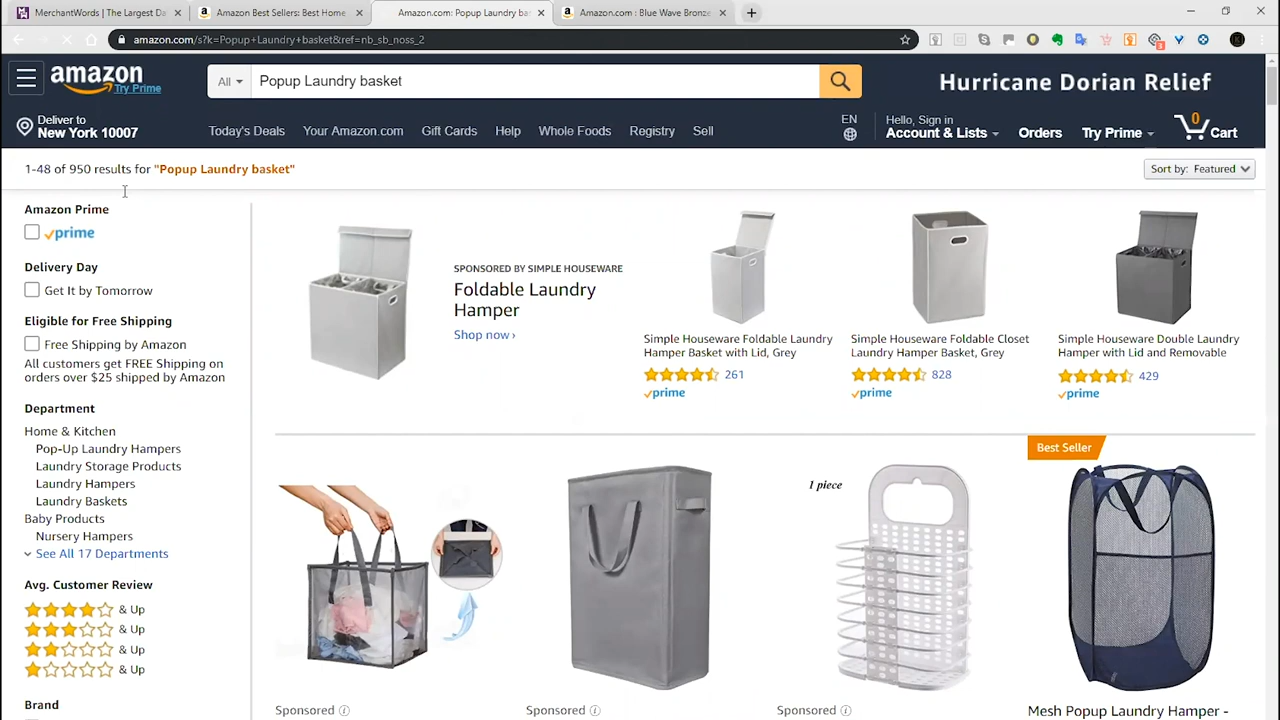 MerchantWords | The Largest Da
Amazon Best Sellers: Best Home
Amazon.com: Popup Laundry ba
Amazon.com : Blue Wave Bronze
amazon.com/s?k=Popup+Laundry+basket&ref=nb_sb_noss_2
amazon
Try Prime
All
Popup Laundry basket
Hurricane Dorian Relief
Deliver to
New York 10007
Today's Deals
Your Amazon.com
Gift Cards
Help
Whole Foods
Registry
Sell
EN
Hello, Sign in
Account & Lists
Orders
Try Prime
0
Cart
1-48 of 950 results for "Popup Laundry basket"
Sort by: Featured
Amazon Prime
prime
Delivery Day
Get It by Tomorrow
Eligible for Free Shipping
Free Shipping by Amazon
All customers get FREE Shipping on
orders over $25 shipped by Amazon
Department
Home & Kitchen
Pop-Up Laundry Hampers
Laundry Storage Products
Laundry Hampers
Laundry Baskets
Baby Products
Nursery Hampers
See All 17 Departments
Avg. Customer Review
& Up
& Up
& Up
& Up
Brand
SPONSORED BY SIMPLE HOUSEWARE
Foldable Laundry
Hamper
Shop now ›
Simple Houseware Foldable Laundry
Hamper Basket with Lid, Grey
261
prime
Simple Houseware Foldable Closet
Laundry Hamper Basket, Grey
828
prime
Simple Houseware Double Laundry
Hamper with Lid and Removable
429
prime
1 piece
Best Seller
Sponsored
Sponsored
Sponsored
Mesh Popup Laundry Hamper -